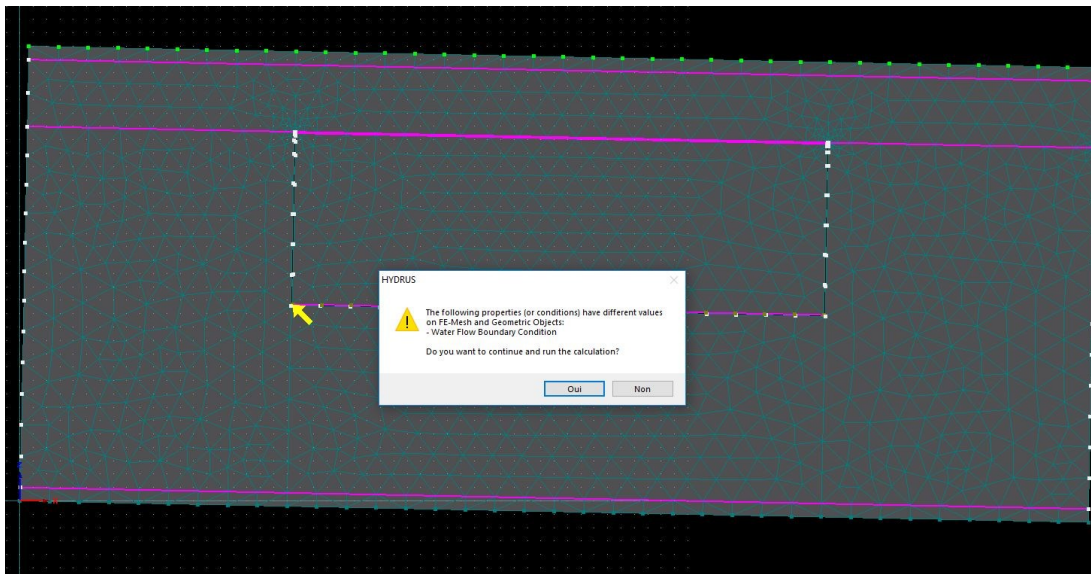 HYDRUS
The following properties (or conditions) have different values
on FE-Mesh and Geometric Objects:
- Water Flow Boundary Condition
Do you want to continue and run the calculation?
Oui
Non